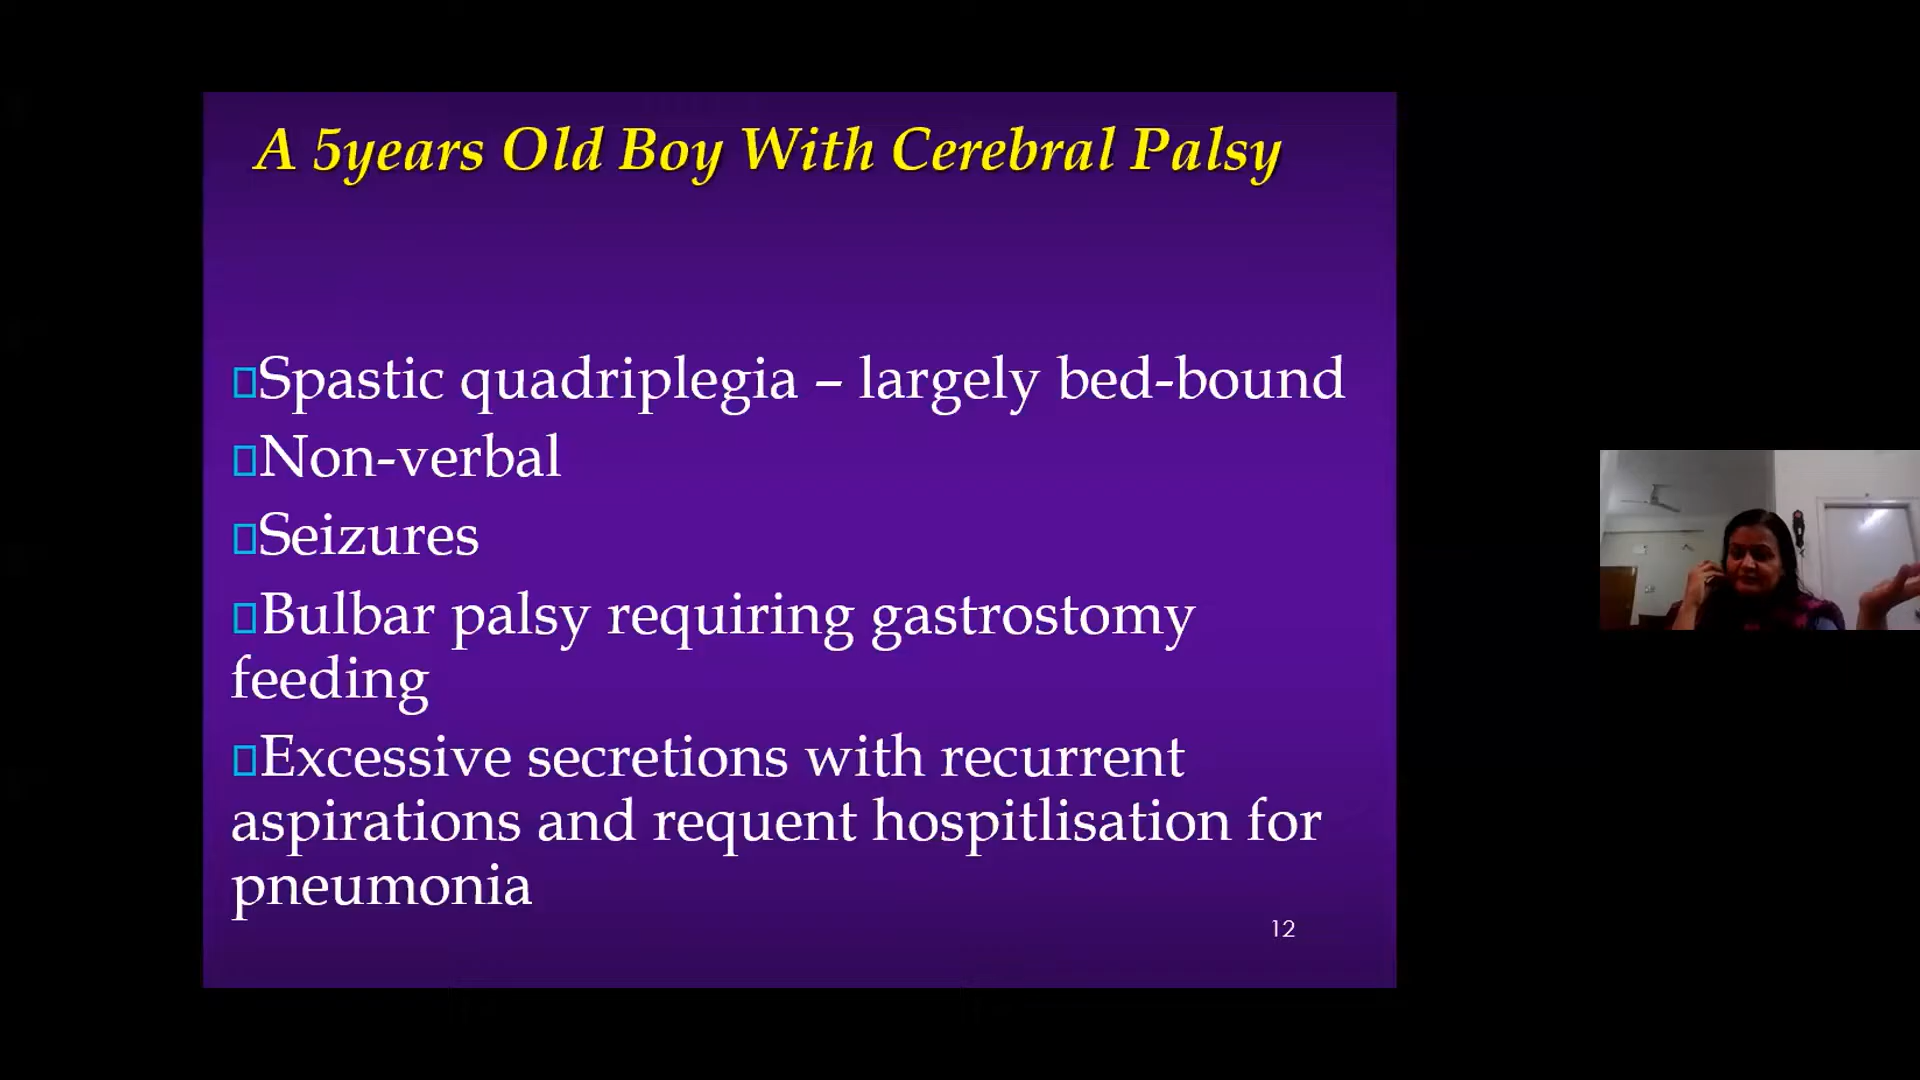 A 5years Old Boy With Cerebral Palsy
Spastic quadriplegia – largely bed-bound
Non-verbal
Seizures
Bulbar palsy requiring gastrostomy
feeding
Excessive secretions with recurrent
aspirations and requent hospitlisation for
pneumonia
12